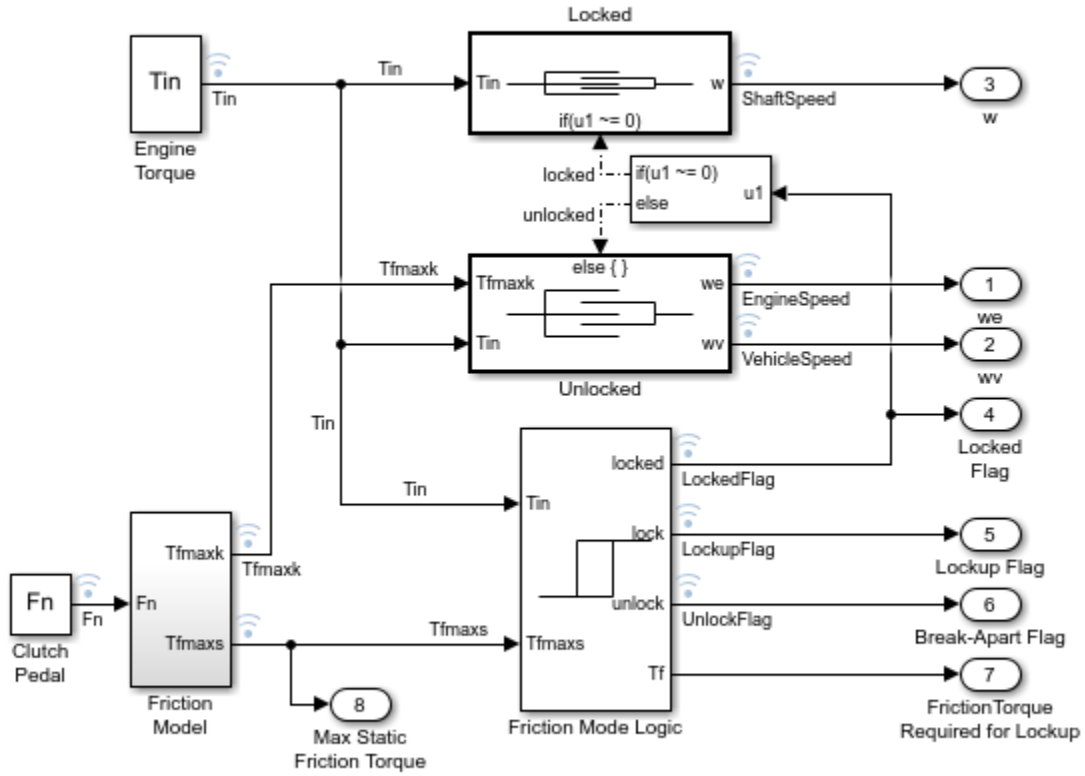 Locked
Tin
Tin
Engine
Torque
Tin
Tin
w
if(u1 ~= 0)
ShaftSpeed
3
w
locked
unlocked
if(u1 ~= 0)
else
u1
Tfmaxk
else { }
Tfmaxk
Tin
we
wv
EngineSpeed
VehicleSpeed
Unlocked
1
we
2
wv
4
Locked
Flag
Tin
Tin
Tin
Tfmaxs
locked
lock
unlock
Tf
LockedFlag
LockupFlag
UnlockFlag
Friction Mode Logic
5
Lockup Flag
6
Break-Apart Flag
7
FrictionTorque
Required for Lockup
Fn
Fn
Clutch
Pedal
Fn
Tfmaxk
Tfmaxs
Tfmaxk
Friction
Model
Tfmaxs
8
Max Static
Friction Torque